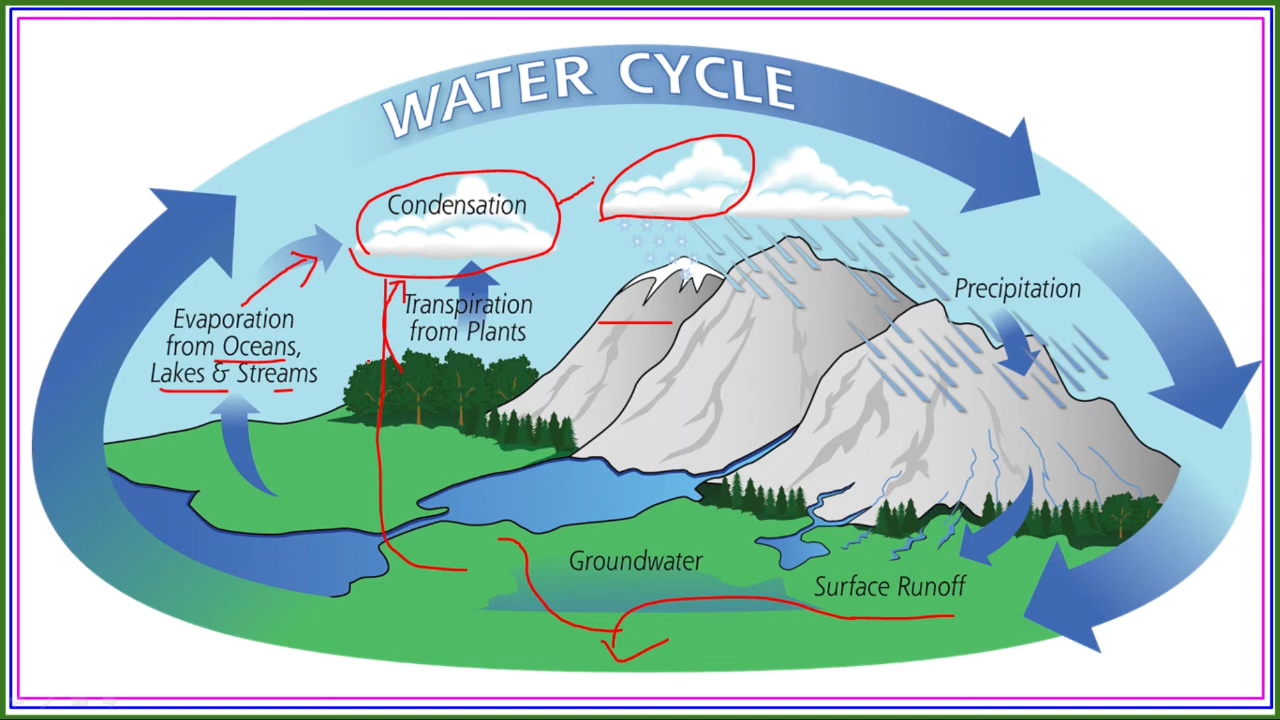 WATER CYCLE
Condensation
Evaporation
from Oceans,
Lakes & Streams
Transpiration
from Plants
Precipitation
Groundwater
Surface Runoff